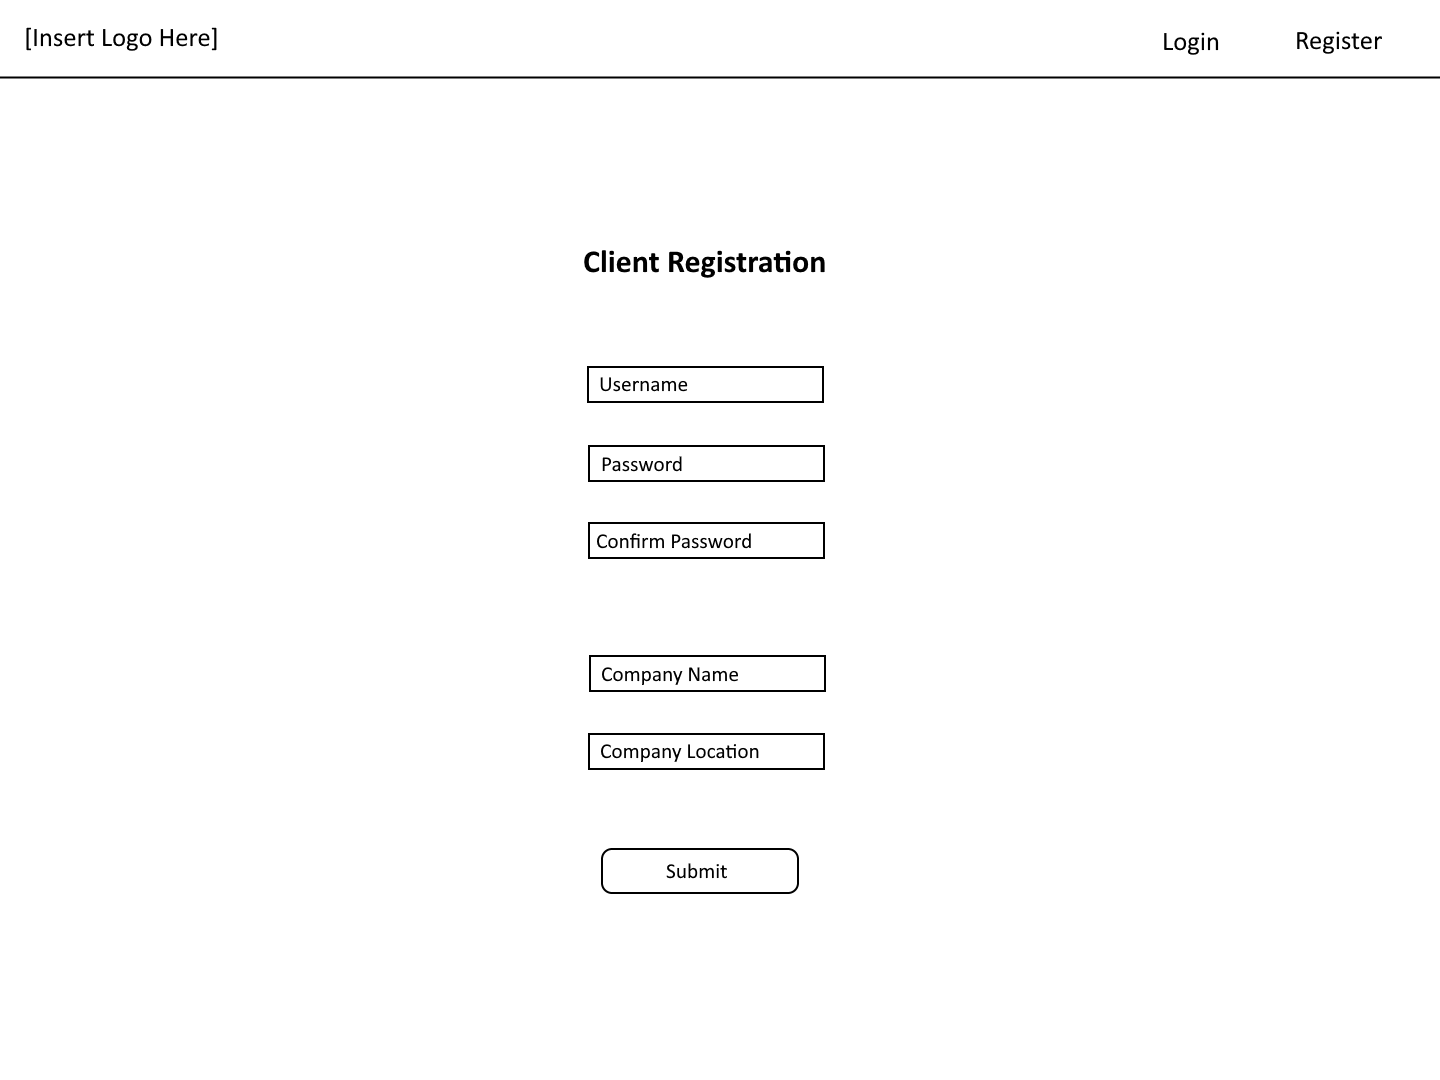 [Insert Logo Here]
Login
Register
Client Registration
Username
Password
Confirm Password
Company Name
Company Location
Submit